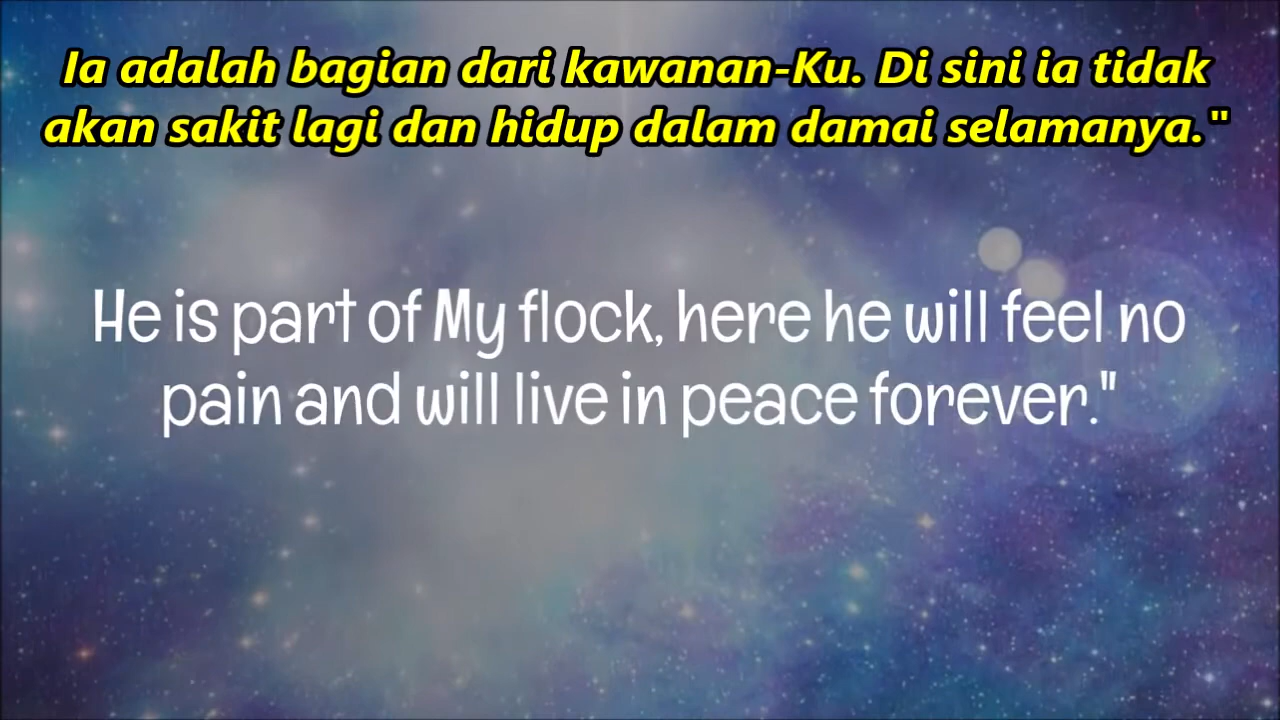 Ia adalah bagian dari kawanan-Ku. Di sini ia tidak
akan sakit lagi dan hidup dalam damai selamanya."
He is part of My flock, here he will feel no
pain and will live in peace forever."